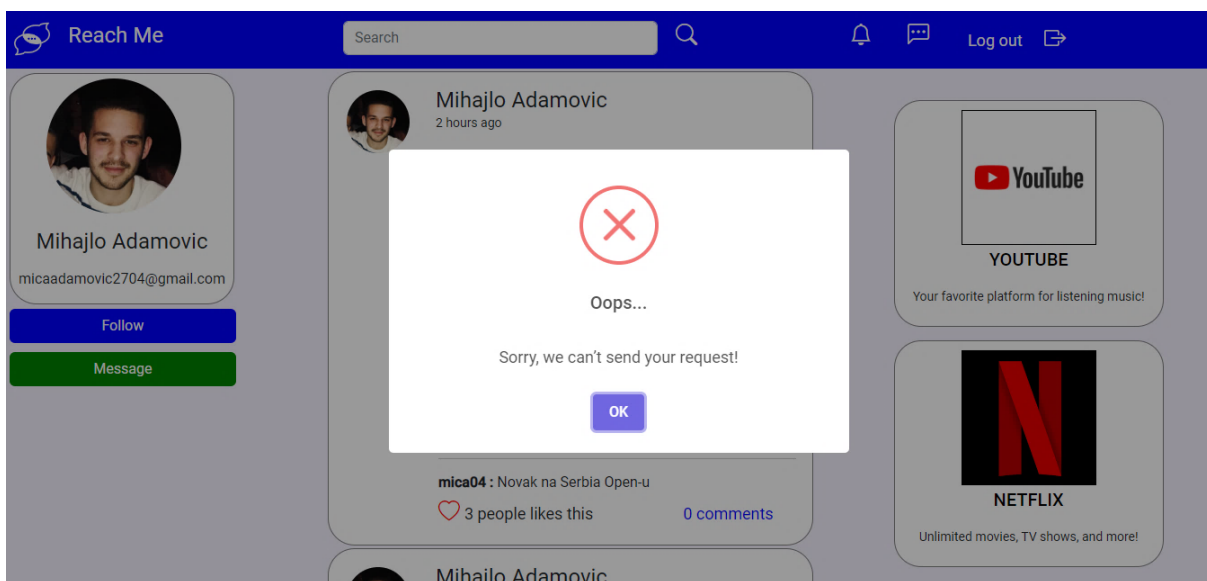 Reach Me
Search
Log out
Mihajlo Adamovic
micaadamovic2704@gmail.com
Follow
Message
Mihajlo Adamovic
2 hours ago
Oops...
Sorry, we can't send your request!
OK
mica04 : Novak na Serbia Open-u
3 people likes this
0 comments
Mihajlo Adamovic
YouTube
YOUTUBE
Your favorite platform for listening music!
NETFLIX
Unlimited movies, TV shows, and more!